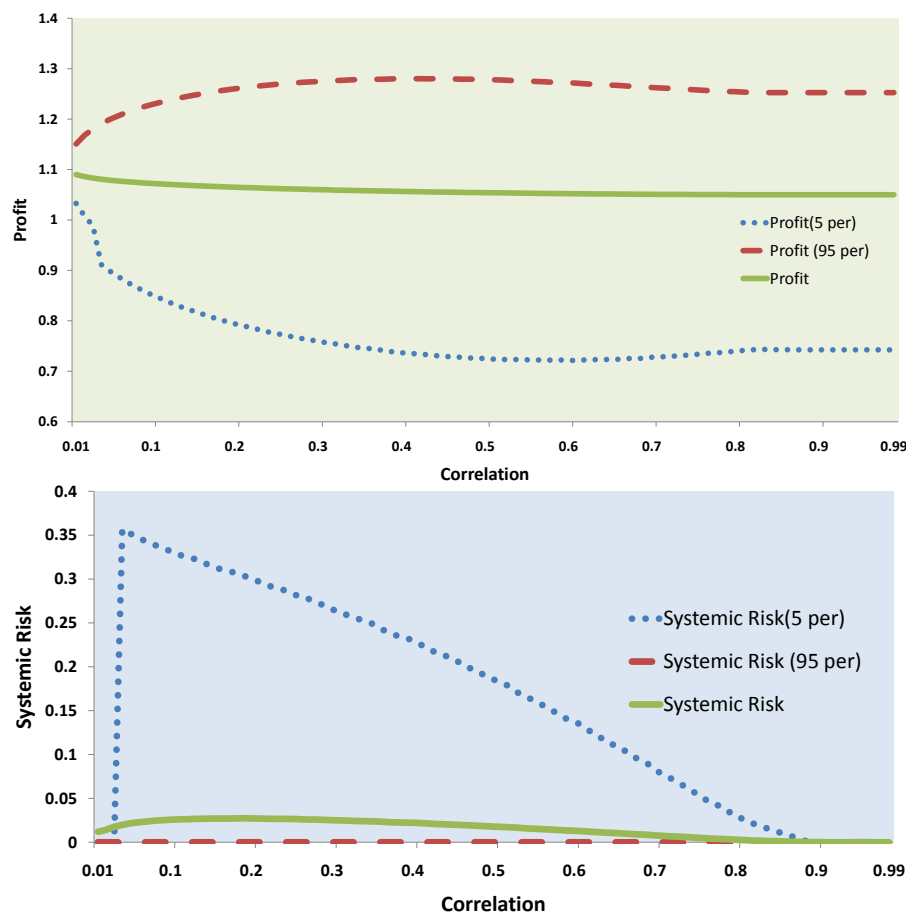 1.4
1.3
1.2
1.1
1
0.9
0.8
0.7
0.6
Profit
Profit(5 per)
Profit (95 per)
Profit
0.01 0.1 0.2 0.3 0.4 0.5 0.6 0.7 0.8 0.9 0.99
Correlation
0.4
0.35
0.3
0.25
0.2
0.15
0.1
0.05
0
Systemic Risk
Systemic Risk(5 per)
Systemic Risk (95 per)
Systemic Risk
0.01 0.1 0.2 0.3 0.4 0.5 0.6 0.7 0.8 0.9 0.99
Correlation